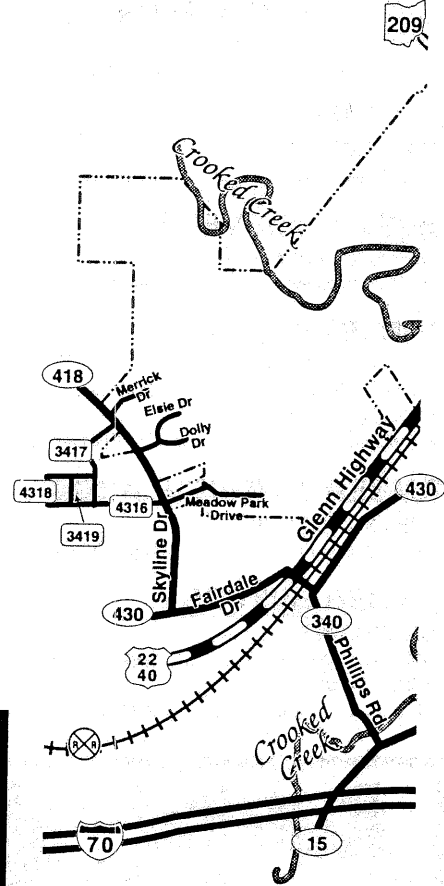 209
Crooked Creek
418
Merrick
Dr
Elsie Dr
Dolly
Dr
3417
4318
4316
3419
Meadow Park
Drive
Skyline Dr
Glenn Highway
430
430
Fairdale
Dr
340
22
40
Phillips Rd
R R
Crooked
Creek
70
15